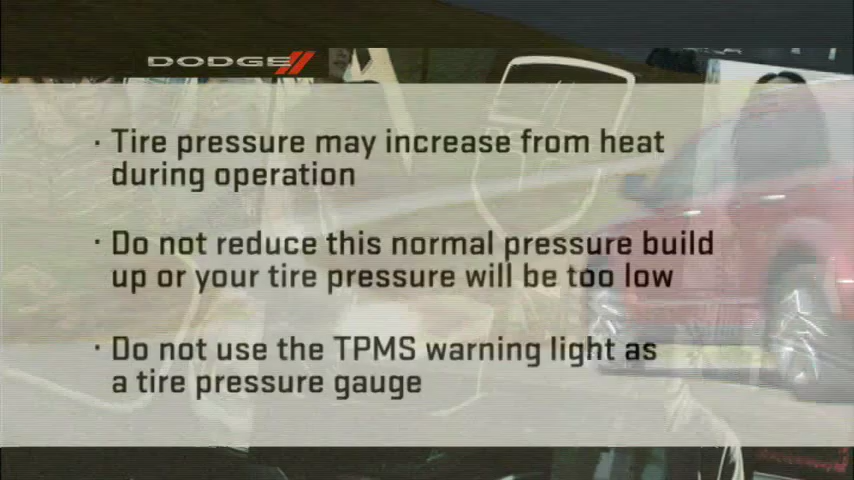 DODGE
· Tire pressure may increase from heat
during operation
· Do not reduce this normal pressure build
up or your tire pressure will be too low
· Do not use the TPMS warning light as
a tire pressure gauge